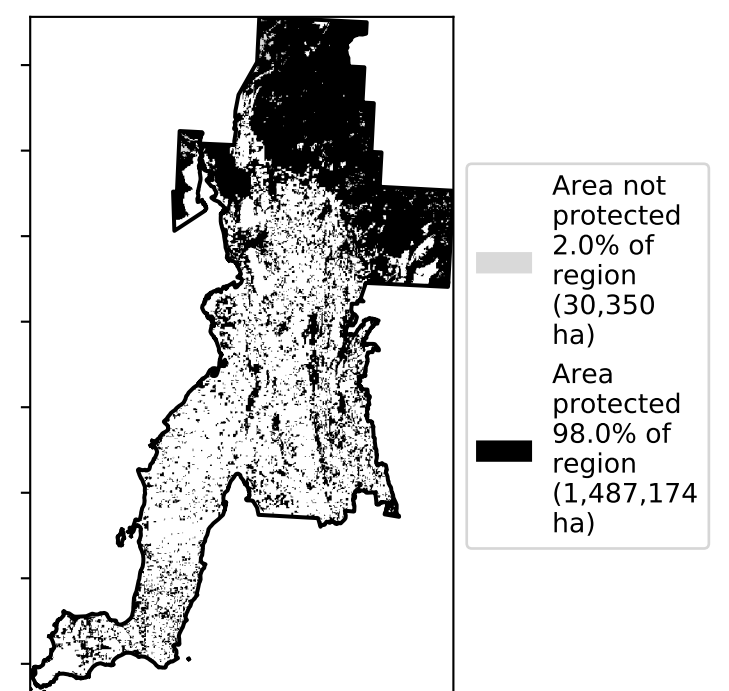 Area not
protected
2.0% of
region
(30,350
ha)
Area
protected
98.0% of
region
(1,487,174
ha)